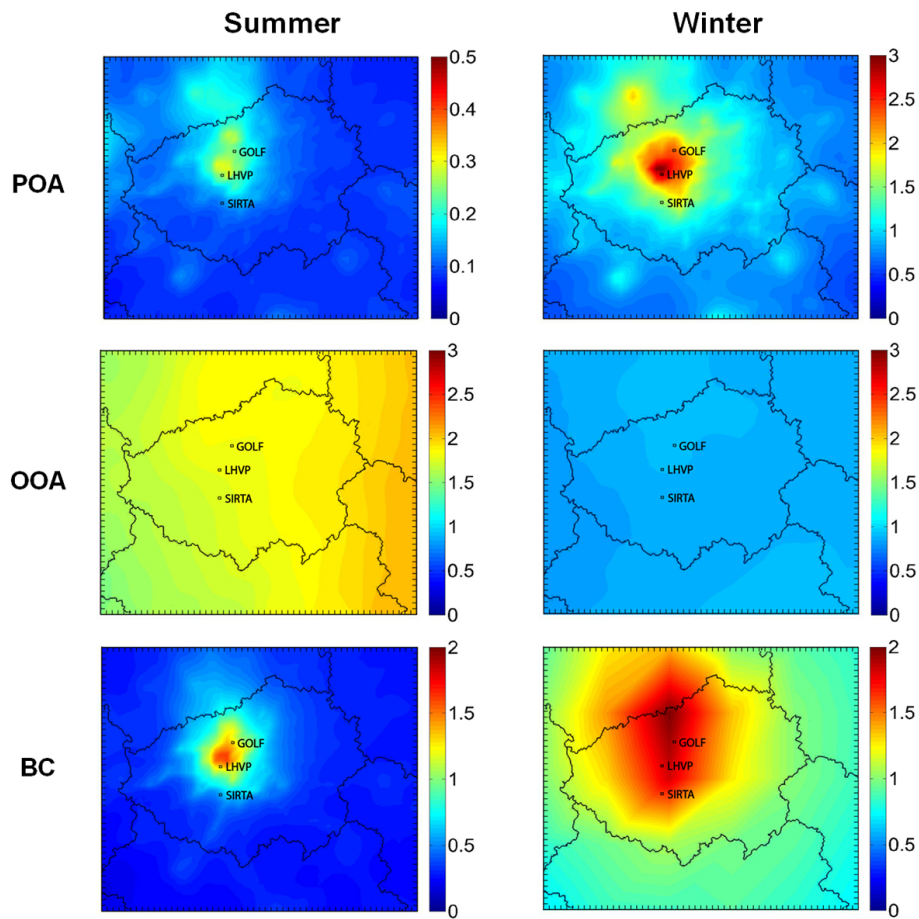 Summer Winter
POA
0.5
0.4
0.3
0.2
0.1
0
GOLF
LHVP
SIRTA
3
2.5
2
1.5
1
0.5
0
GOLF
LHVP
SIRTA
OOA
3
2.5
2
1.5
1
0.5
0
GOLF
LHVP
SIRTA
3
2.5
2
1.5
1
0.5
0
GOLF
LHVP
SIRTA
BC
2
1.5
1
0.5
0
GOLF
LHVP
SIRTA
2
1.5
1
0.5
0
GOLF
LHVP
SIRTA